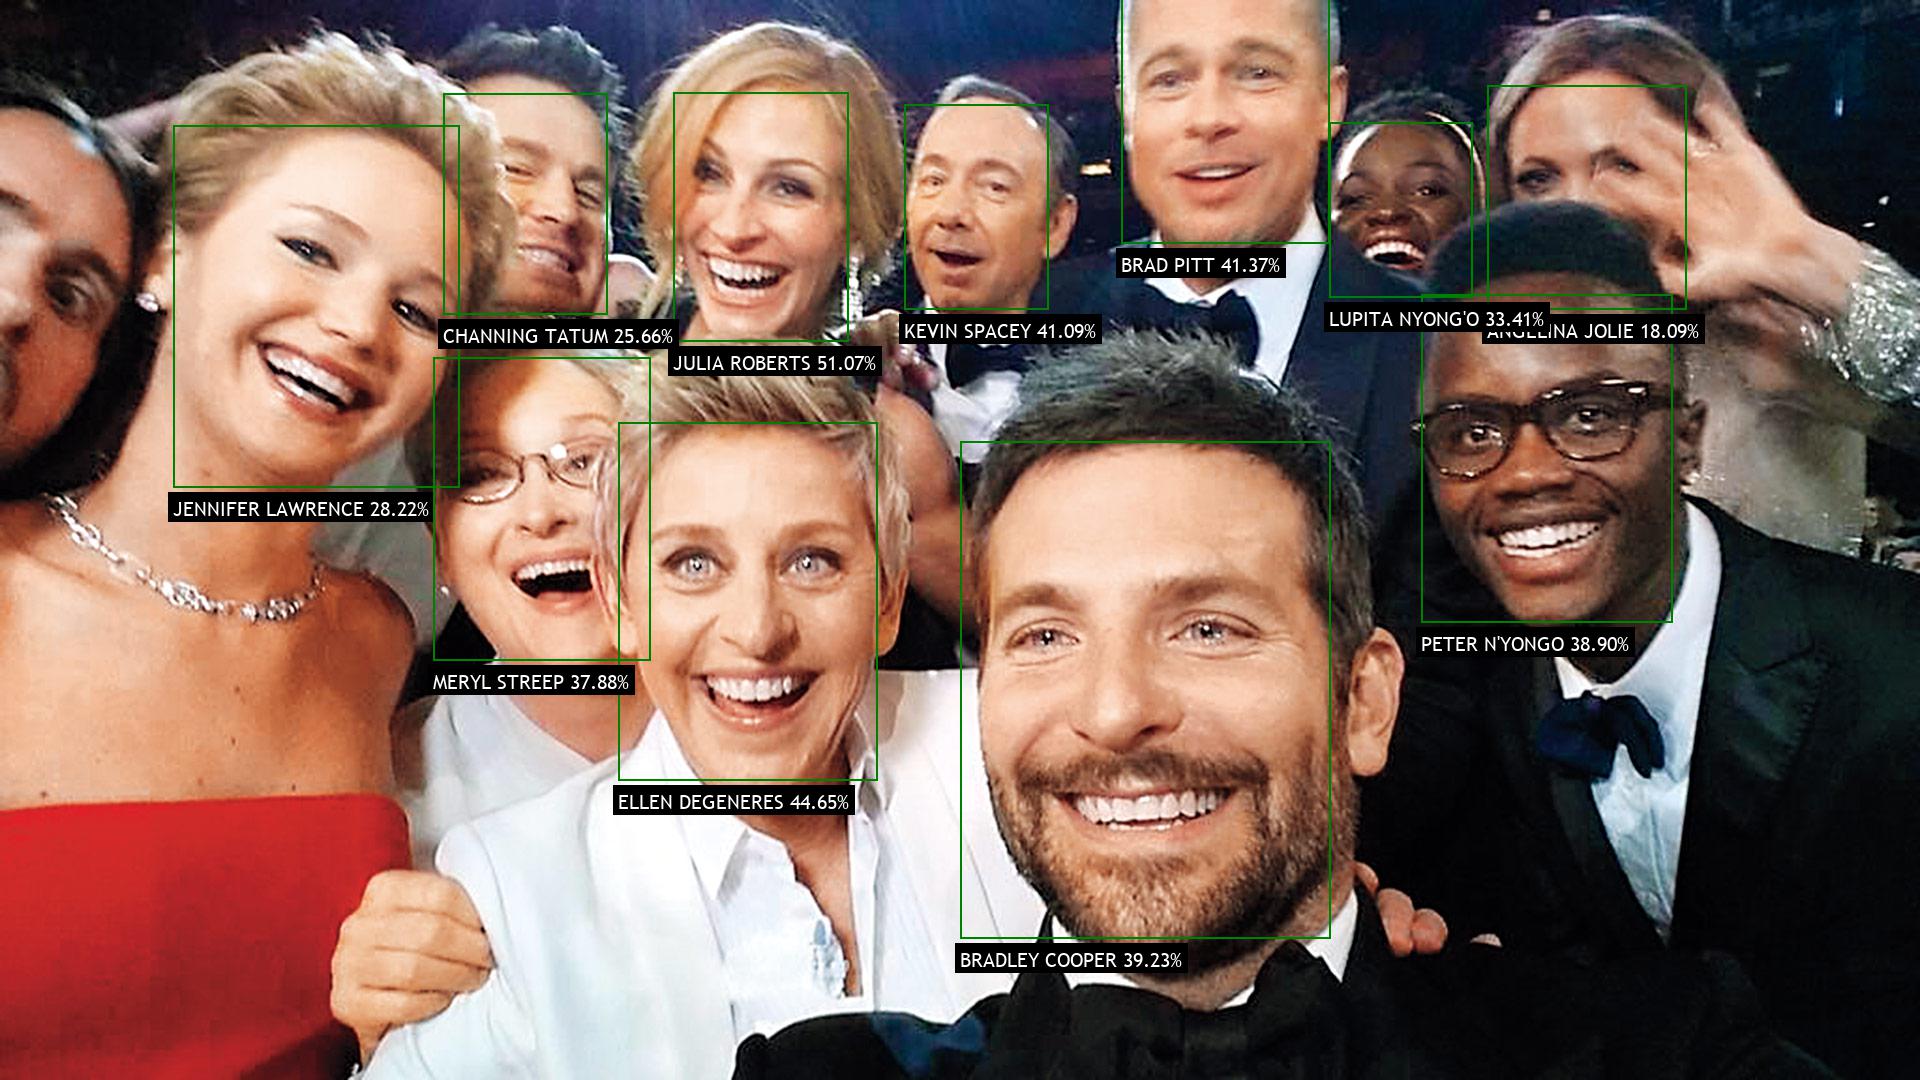 BRAD PITT 41.37%
LUPITA NYONG'O 33.41%
ANGELINA JOLIE 18.09%
KEVIN SPACEY 41.09%
CHANNING TATUM 25.66%
JULIA ROBERTS 51.07%
JENNIFER LAWRENCE 28.22%
PETER N'YONGO 38.90%
MERYL STREEP 37.88%
ELLEN DEGENERES 44.65%
BRADLEY COOPER 39.23%